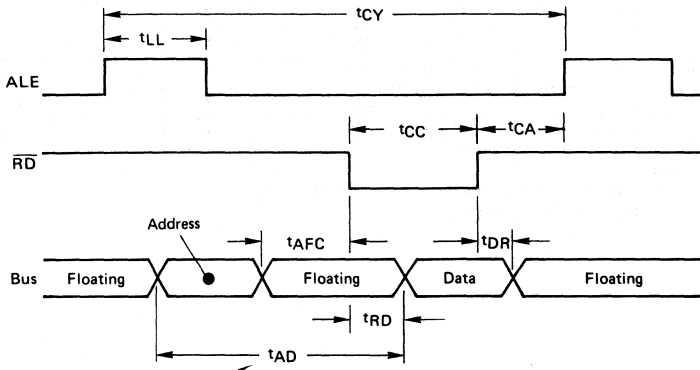 tCY
tLL
ALE
tCC
tCA
RD
Address
tAFC
tDR
Bus
Floating
Floating
Data
Floating
tRD
tAD